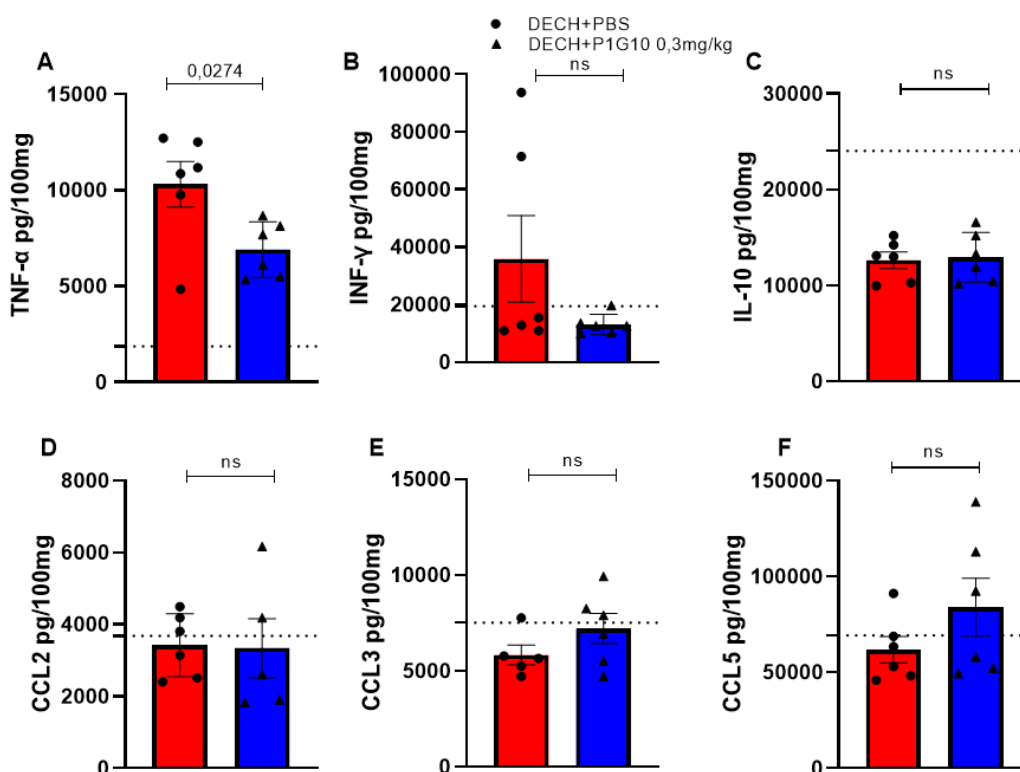 DECH+PBS
DECH+P1G10 0,3mg/kg
A
0,0274
TNF-α pg/100mg
15000
10000
5000
0
B
ns
INF-γ pg/100mg
100000
80000
60000
40000
20000
0
C
ns
IL-10 pg/100mg
30000
20000
10000
0
D
ns
CCL2 pg/100mg
8000
6000
4000
2000
0
E
ns
CCL3 pg/100mg
15000
10000
5000
0
F
ns
CCL5 pg/100mg
150000
100000
50000
0